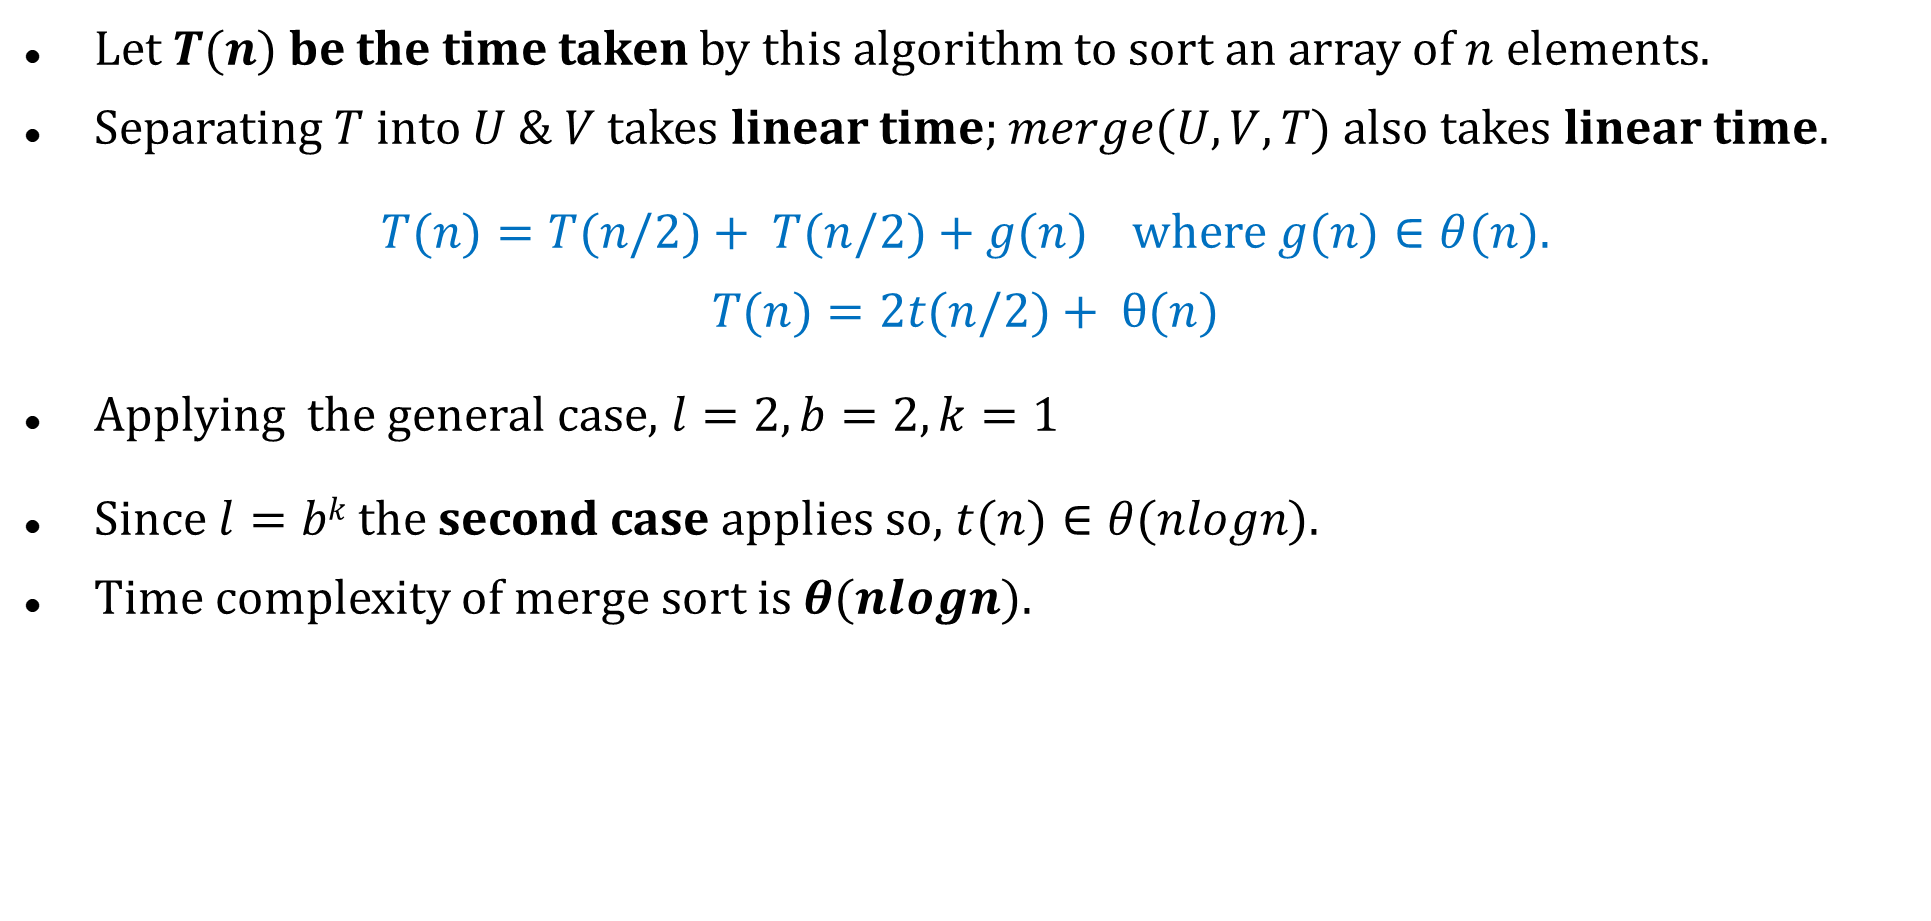 • Let T(n) be the time taken by this algorithm to sort an array of n elements.
• Separating T into U & V takes linear time; merge(U, V, T) also takes linear time.
T(n) = T(n/2) + T(n/2) + g(n) where g(n) ∈ θ(n).
T(n) = 2t(n/2) + θ(n)
• Applying the general case, l = 2, b = 2, k = 1
• Since l = bᵏ the second case applies so, t(n) ∈ θ(nlogn).
• Time complexity of merge sort is θ(nlogn).